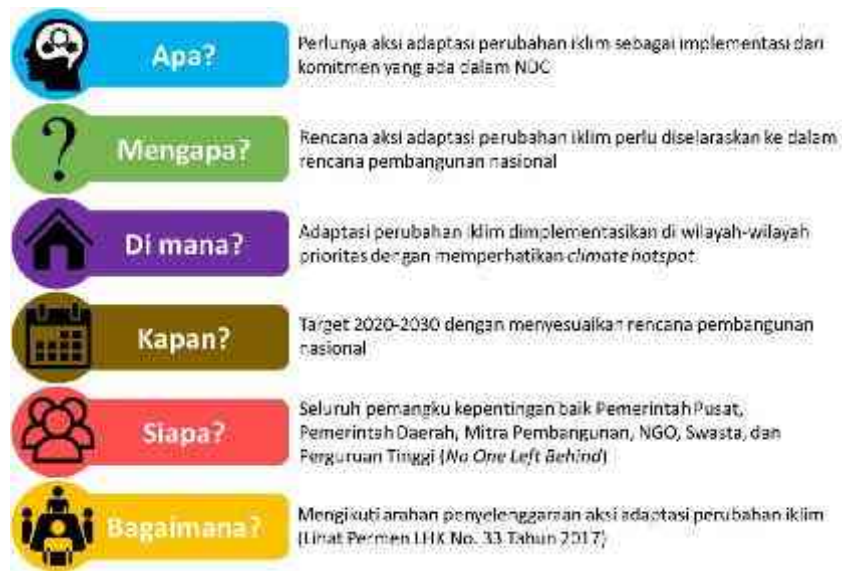 Apa?
Perlunya aksi adaptasi perubahan iklim sebagai implementasi dari
komitmen yang ada dalam NDC
Mengapa?
Rencana aksi adaptasi perubahan iklim perlu diselaraskan ke dalam
rencana pembangunan nasional
Di mana?
Adaptasi perubahan iklim dimplementasikan di wilayah-wilayah
prioritas dengan memperhatikan climate hotspot
Kapan?
Target 2020-2030 dengan menyesuaikan rencana pembangunan
nasional
Siapa?
Seluruh pemangku kepentingan baik Pemerintah Pusat,
Pemerintah Daerah, Mitra Pembangunan, NGO, Swasta, dan
Perguruan Tinggi (No One Left Behind)
Bagaimana?
Mengikuti arahan penyelenggaraan aksi adaptasi perubahan iklim
(Lihat Permen LHK No. 33 Tahun 2017)